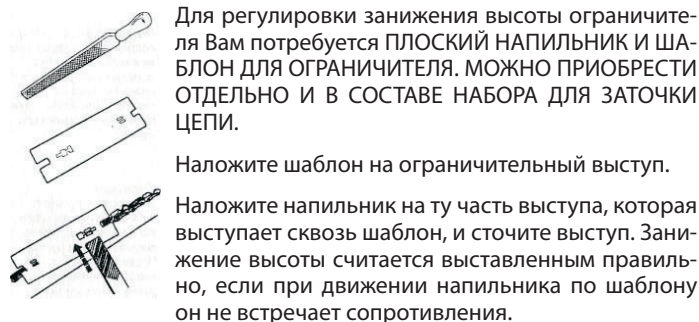 Для регулировки занижения высоты ограничите-
ля Вам потребуется ПЛОСКИЙ НАПИЛЬНИК И ША-
БЛОН ДЛЯ ОГРАНИЧИТЕЛЯ. МОЖНО ПРИОБРЕСТИ
ОТДЕЛЬНО И В СОСТАВЕ НАБОРА ДЛЯ ЗАТОЧКИ
ЦЕПИ.
Наложите шаблон на ограничительный выступ.
Наложите напильник на ту часть выступа, которая
выступает сквозь шаблон, и сточите выступ. Зани-
жение высоты считается выставленным правиль-
но, если при движении напильника по шаблону
он не встречает сопротивления.